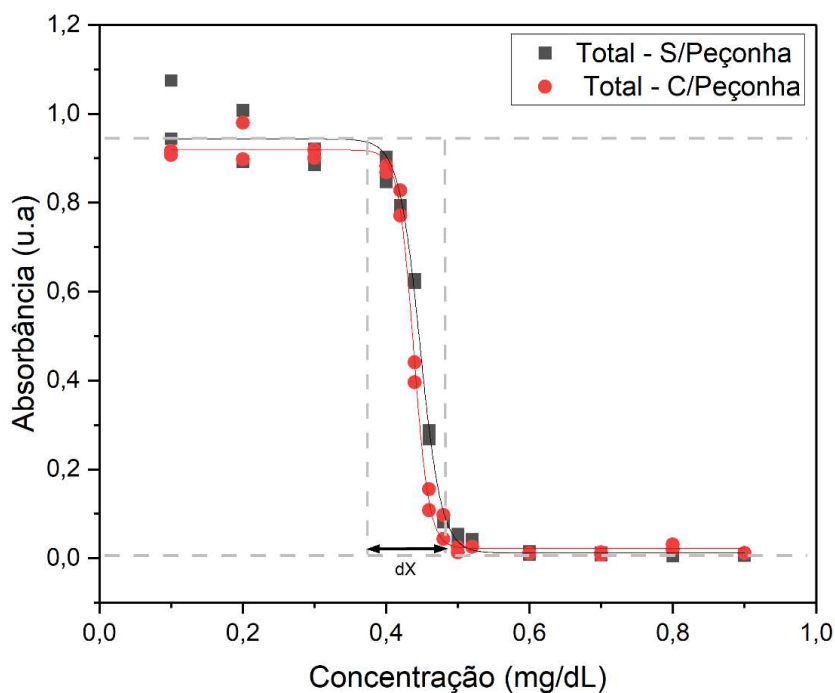 1,2
1,0
0,8
0,6
0,4
0,2
0,0
Absorbância (u.a)
Total - S/Peçonha
Total - C/Peçonha
dX
0,0 0,2 0,4 0,6 0,8 1,0
Concentração (mg/dL)